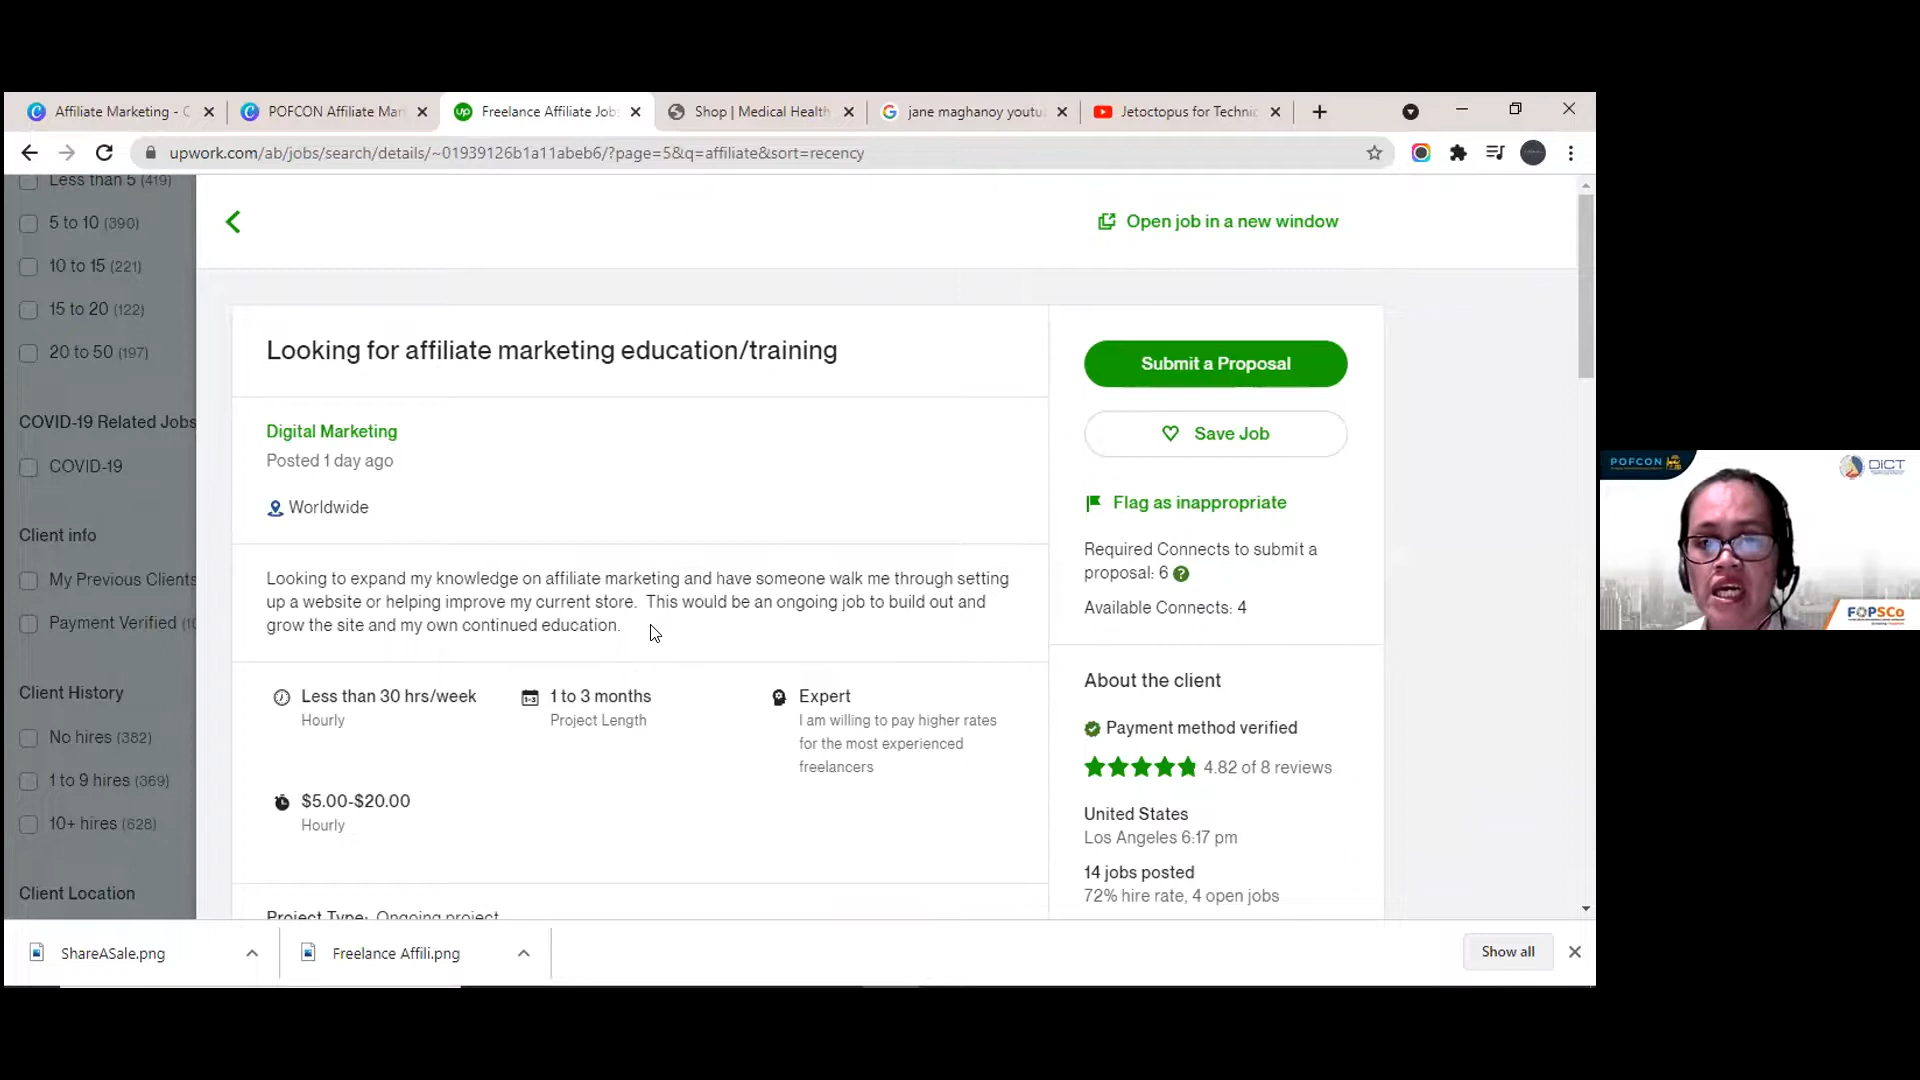 Affiliate Marketing - C
POFCON Affiliate Mar
Freelance Affiliate Job
Shop | Medical Health
jane maghanoy youtu
Jetoctopus for Technic
upwork.com/ab/jobs/search/details/~01939126b1a11abeb6/?page=5&q=affiliate&sort=recency
Less than 5 (419)
5 to 10 (390)
10 to 15 (221)
15 to 20 (122)
20 to 50 (197)
COVID-19 Related Jobs
COVID-19
Client info
My Previous Clients
Payment Verified (1
Client History
No hires (382)
1 to 9 hires (369)
10+ hires (628)
Client Location
Open job in a new window
Looking for affiliate marketing education/training
Digital Marketing
Posted 1 day ago
Worldwide
Looking to expand my knowledge on affiliate marketing and have someone walk me through setting
up a website or helping improve my current store. This would be an ongoing job to build out and
grow the site and my own continued education.
Less than 30 hrs/week
Hourly
1 to 3 months
Project Length
Expert
I am willing to pay higher rates
for the most experienced
freelancers
$5.00-$20.00
Hourly
Project Type: Ongoing project
Submit a Proposal
Save Job
Flag as inappropriate
Required Connects to submit a
proposal: 6
Available Connects: 4
About the client
Payment method verified
4.82 of 8 reviews
United States
Los Angeles 6:17 pm
14 jobs posted
72% hire rate, 4 open jobs
ShareASale.png
Freelance Affili.png
Show all
POFCON
DICT
FOPSCo